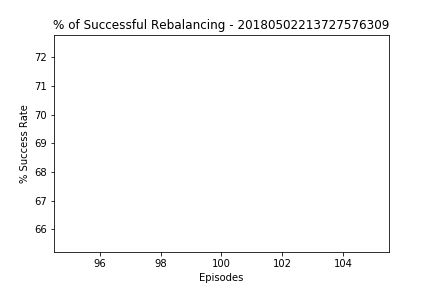 % of Successful Rebalancing - 20180502213727576309
72
71
70
69
68
67
66
% Success Rate
96 98 100 102 104
Episodes